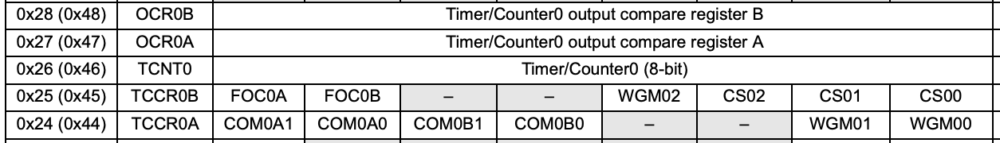 0x28 (0x48) OCR0B Timer/Counter0 output compare register B
0x27 (0x47) OCR0A Timer/Counter0 output compare register A
0x26 (0x46) TCNT0 Timer/Counter0 (8-bit)
0x25 (0x45) TCCR0B FOC0A FOC0B – – WGM02 CS02 CS01 CS00
0x24 (0x44) TCCR0A COM0A1 COM0A0 COM0B1 COM0B0 – – WGM01 WGM00